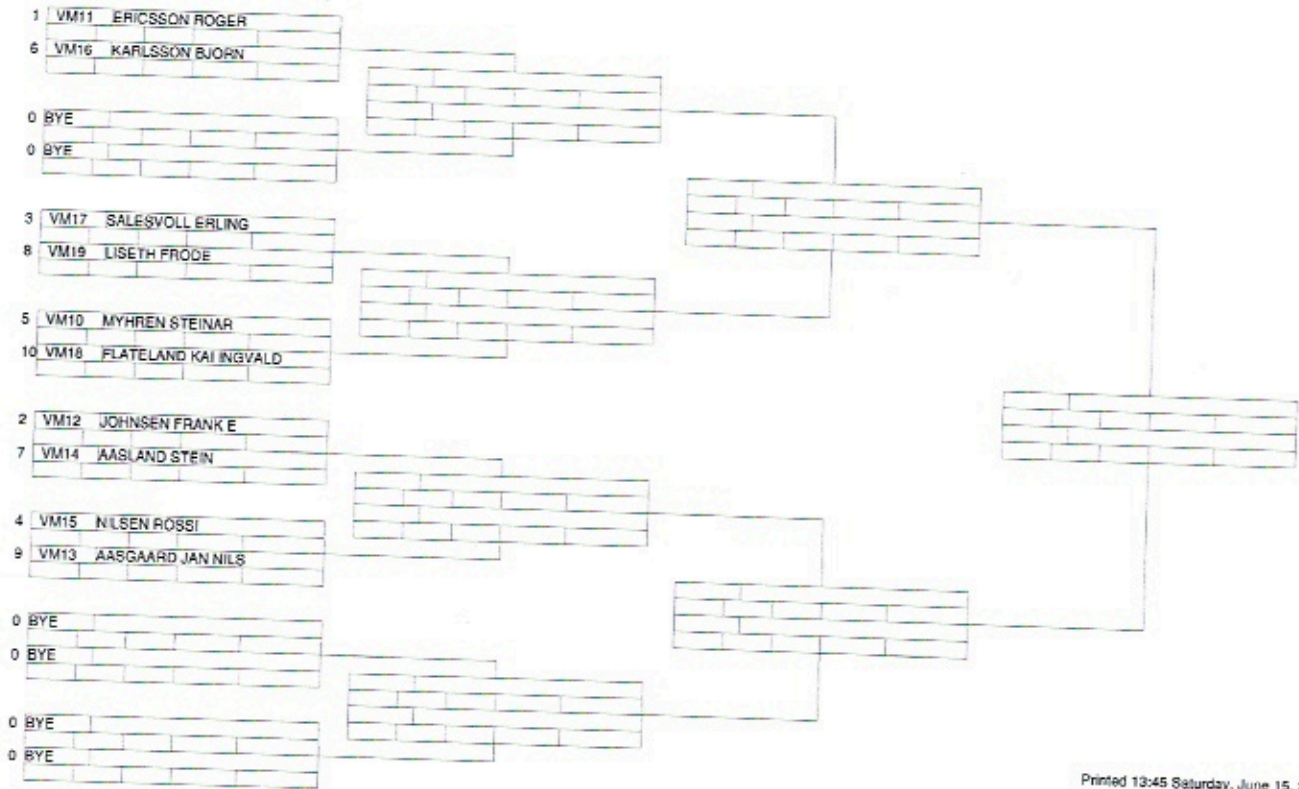 1 VM11 ERICSSON ROGER
6 VM16 KARLSSON BJORN
0 BYE
0 BYE
3 VM17 SALESVOLL ERLING
8 VM19 LISETH FRODE
5 VM10 MYHREN STEINAR
10 VM18 FLATELAND KAI INGVALD
2 VM12 JOHNSEN FRANK E
7 VM14 AASLAND STEIN
4 VM15 NILSEN ROSSI
9 VM13 AASGAARD JAN NILS
0 BYE
0 BYE
0 BYE
0 BYE
Printed 13:45 Saturday, June 15,